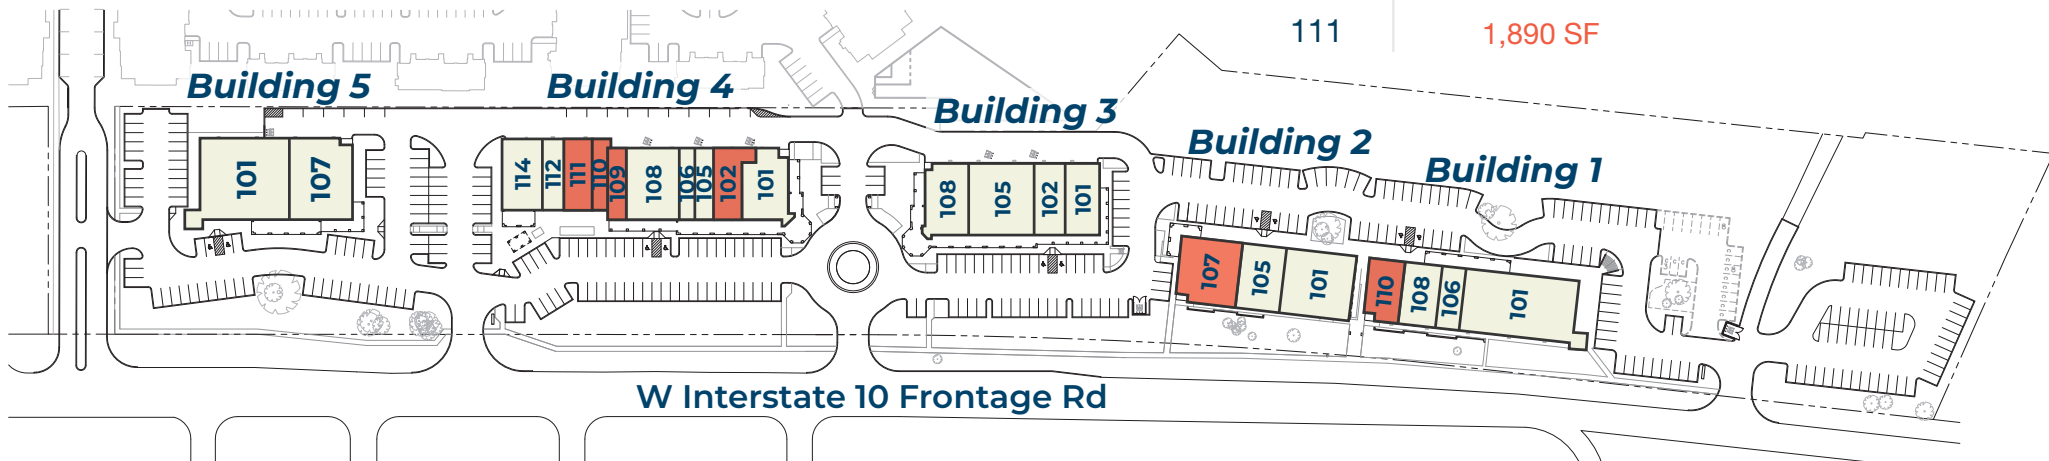 111 1,890 SF
Building 5
Building 4
Building 3
Building 2
Building 1
101 107
114 112 111 110 109 108 106 105 102 101
108 105 102 101
107 105 101
110 108 106 101
W Interstate 10 Frontage Rd